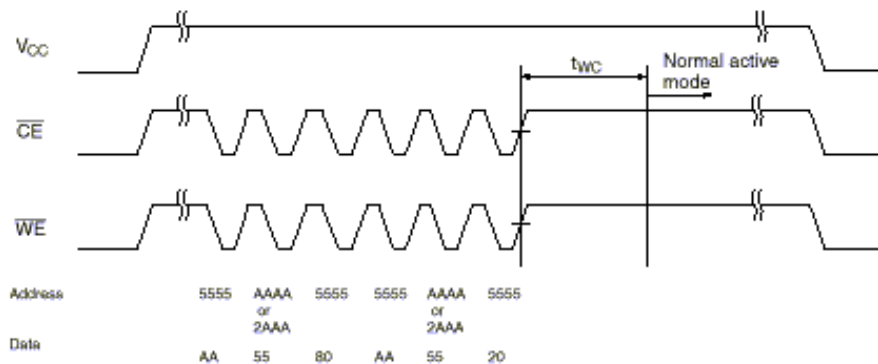 VCC
tWC
Normal active
mode
CE
WE
Address 5555 AAAA 5555 5555 AAAA 5555
or or
2AAA 2AAA
Data AA 55 80 AA 55 20